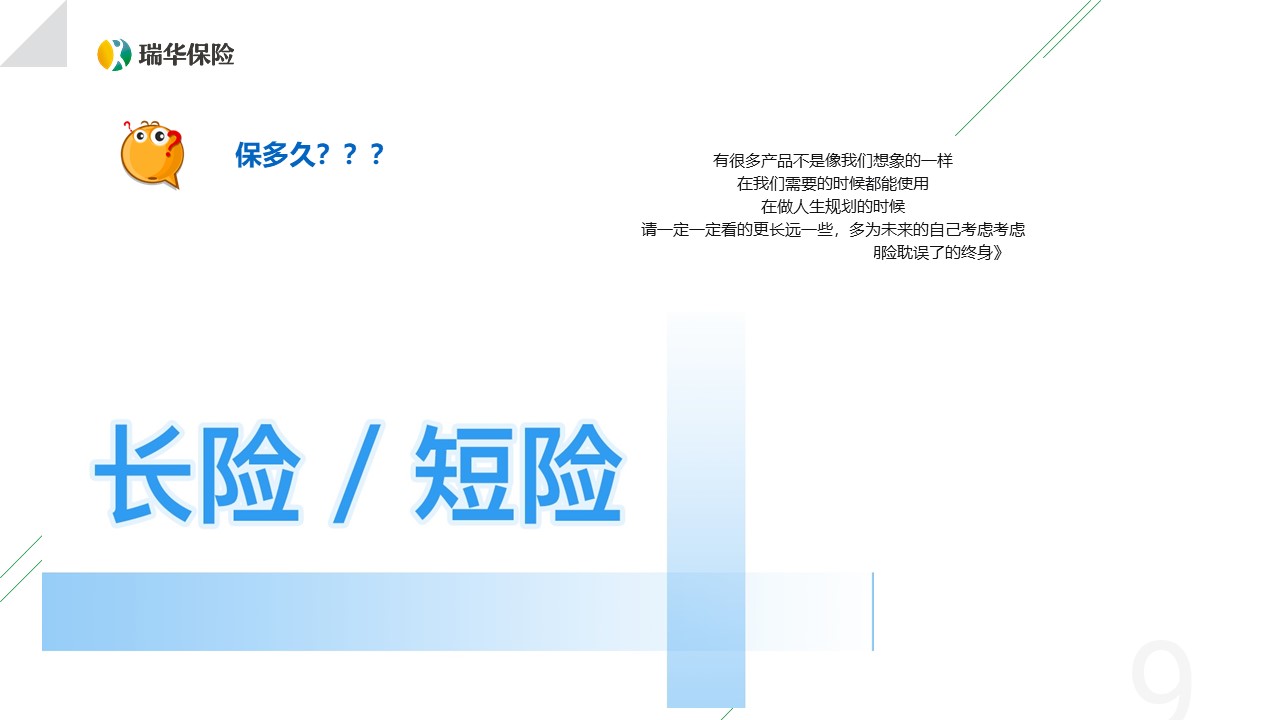 瑞华保险
保多久？？？
有很多产品不是像我们想象的一样
在我们需要的时候都能使用
在做人生规划的时候
请一定一定看的更长远一些，多为未来的自己考虑考虑
险耽误了的终身》
长险 / 短险
9